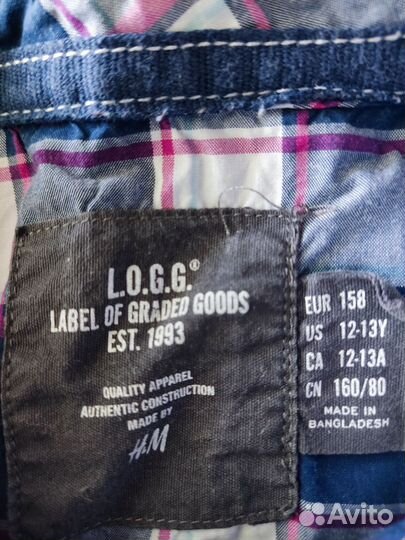 L.O.G.G.®
LABEL OF GRADED GOODS
EST. 1993
QUALITY APPAREL
AUTHENTIC CONSTRUCTION
MADE BY
H&M
EUR 158
US 12-13Y
CA 12-13A
CN 160/80
MADE IN
BANGLADESH
Avito